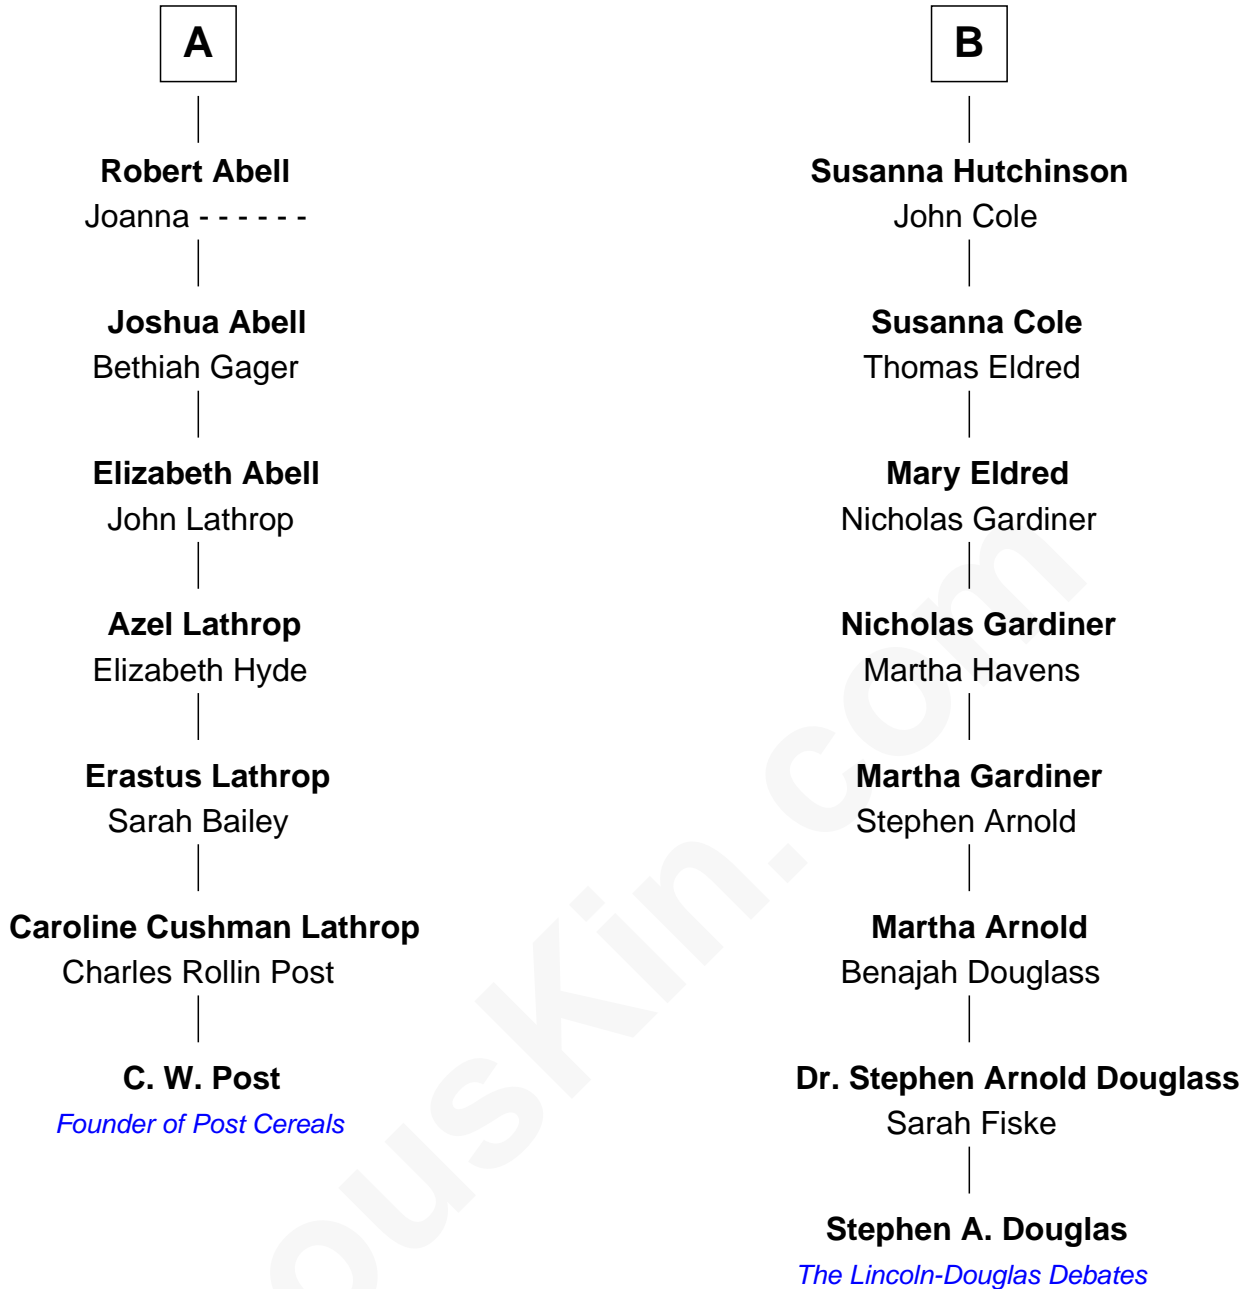 A
Robert Abell
Joanna - - - - - -
Joshua Abell
Bethiah Gager
Elizabeth Abell
John Lathrop
Azel Lathrop
Elizabeth Hyde
Erastus Lathrop
Sarah Bailey
Caroline Cushman Lathrop
Charles Rollin Post
C. W. Post
Founder of Post Cereals
B
Susanna Hutchinson
John Cole
Susanna Cole
Thomas Eldred
Mary Eldred
Nicholas Gardiner
Nicholas Gardiner
Martha Havens
Martha Gardiner
Stephen Arnold
Martha Arnold
Benajah Douglass
Dr. Stephen Arnold Douglass
Sarah Fiske
Stephen A. Douglas
The Lincoln-Douglas Debates
ousKin.com